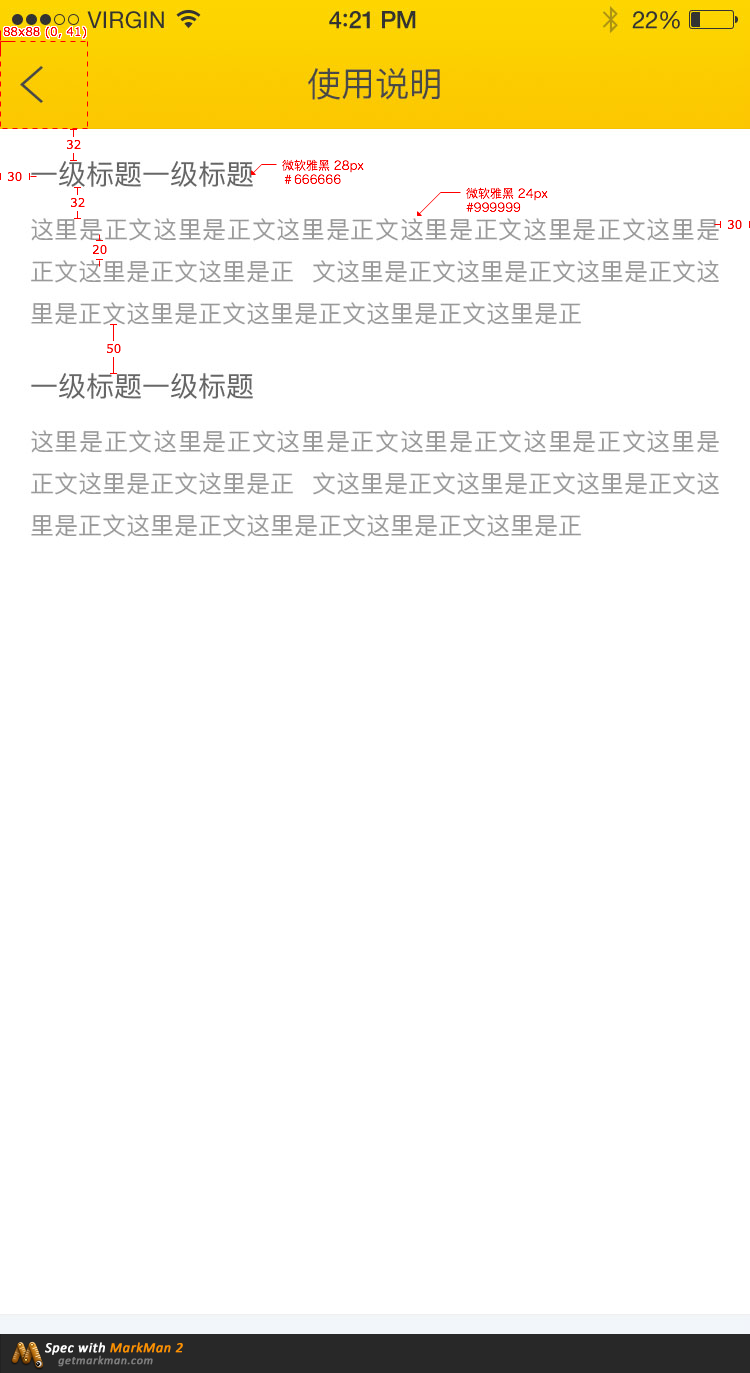 VIRGIN 4:21 PM 22%
88x88 (0, 41)
使用说明
32
30 一级标题一级标题 微软雅黑 28px
＃666666
32 微软雅黑 24px
#999999
这里是正文这里是正文这里是正文这里是正文这里是正文这里是 30
20
正文这里是正文这里是正 文这里是正文这里是正文这里是正文这
里是正文这里是正文这里是正文这里是正文这里是正
50
一级标题一级标题
这里是正文这里是正文这里是正文这里是正文这里是正文这里是
正文这里是正文这里是正 文这里是正文这里是正文这里是正文这
里是正文这里是正文这里是正文这里是正文这里是正
Spec with MarkMan 2
getmarkman.com